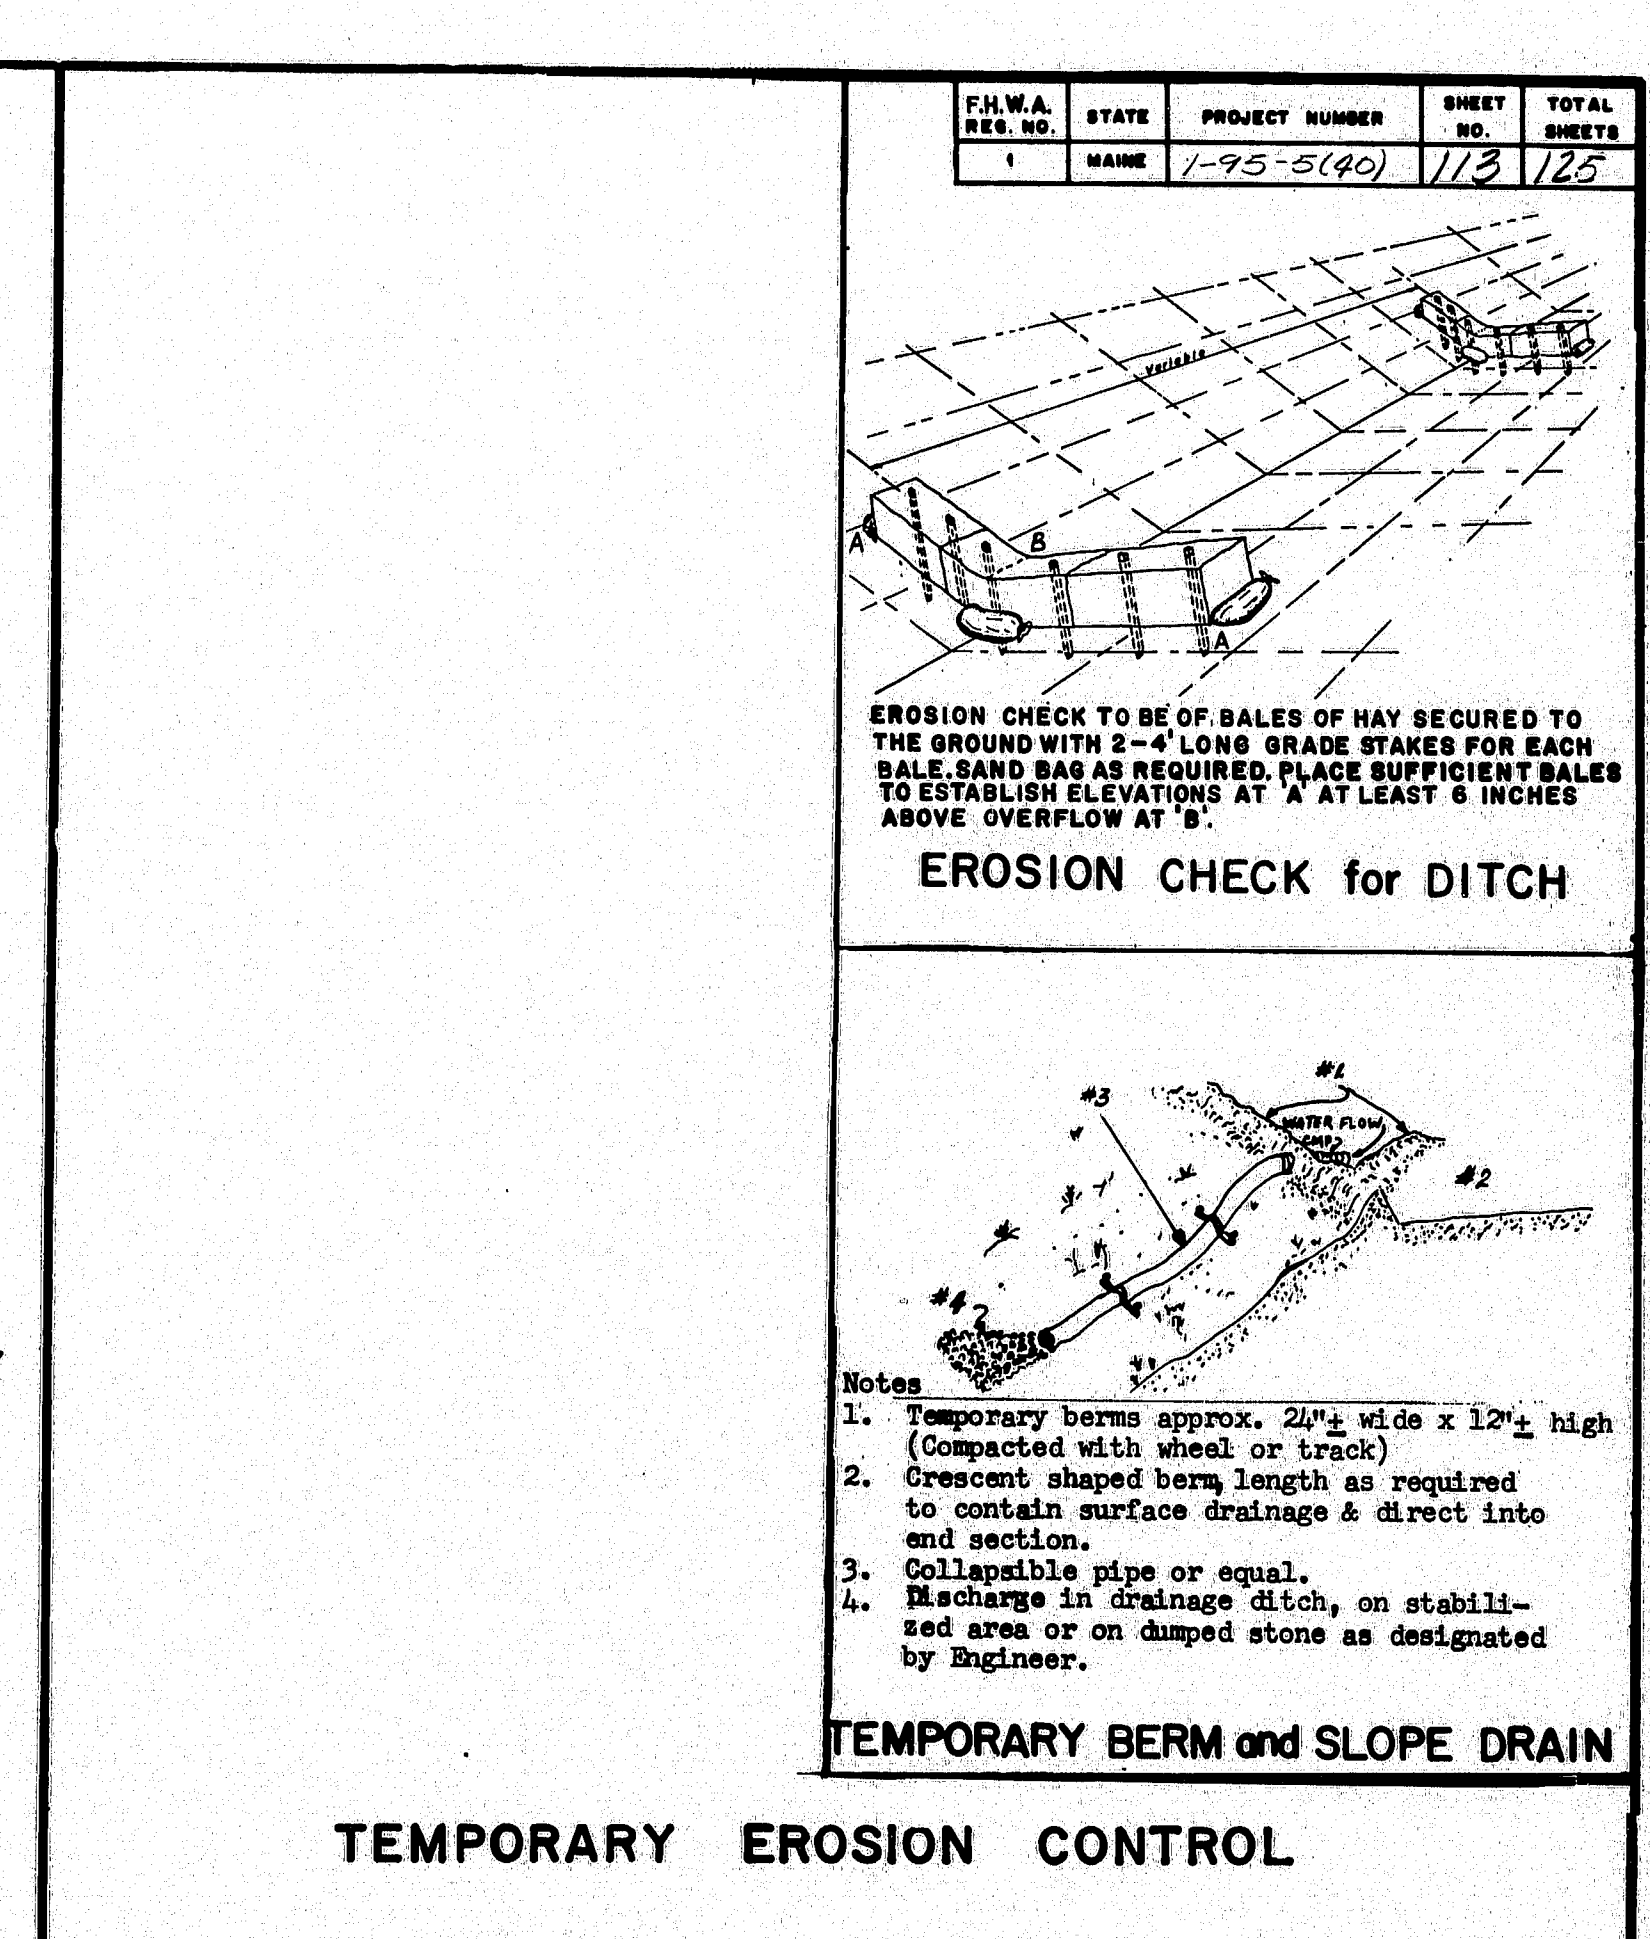 F.H.W.A. REG. NO.
STATE
PROJECT NUMBER
SHEET NO.
TOTAL SHEETS
1
MAINE
1-95-5(40)
113
125
Variable
A
B
A
EROSION CHECK TO BE OF BALES OF HAY SECURED TO
THE GROUND WITH 2-4' LONG GRADE STAKES FOR EACH
BALE. SAND BAG AS REQUIRED. PLACE SUFFICIENT BALES
TO ESTABLISH ELEVATIONS AT 'A' AT LEAST 6 INCHES
ABOVE OVERFLOW AT 'B'.
EROSION CHECK for DITCH
#1
#3
WATER FLOW
CMP
#2
#4
Notes
1. Temporary berms approx. 24"± wide x 12"± high
(Compacted with wheel or track)
2. Crescent shaped berm, length as required
to contain surface drainage & direct into
end section.
3. Collapsible pipe or equal.
4. Discharge in drainage ditch, on stabili-
zed area or on dumped stone as designated
by Engineer.
TEMPORARY BERM and SLOPE DRAIN
TEMPORARY EROSION CONTROL